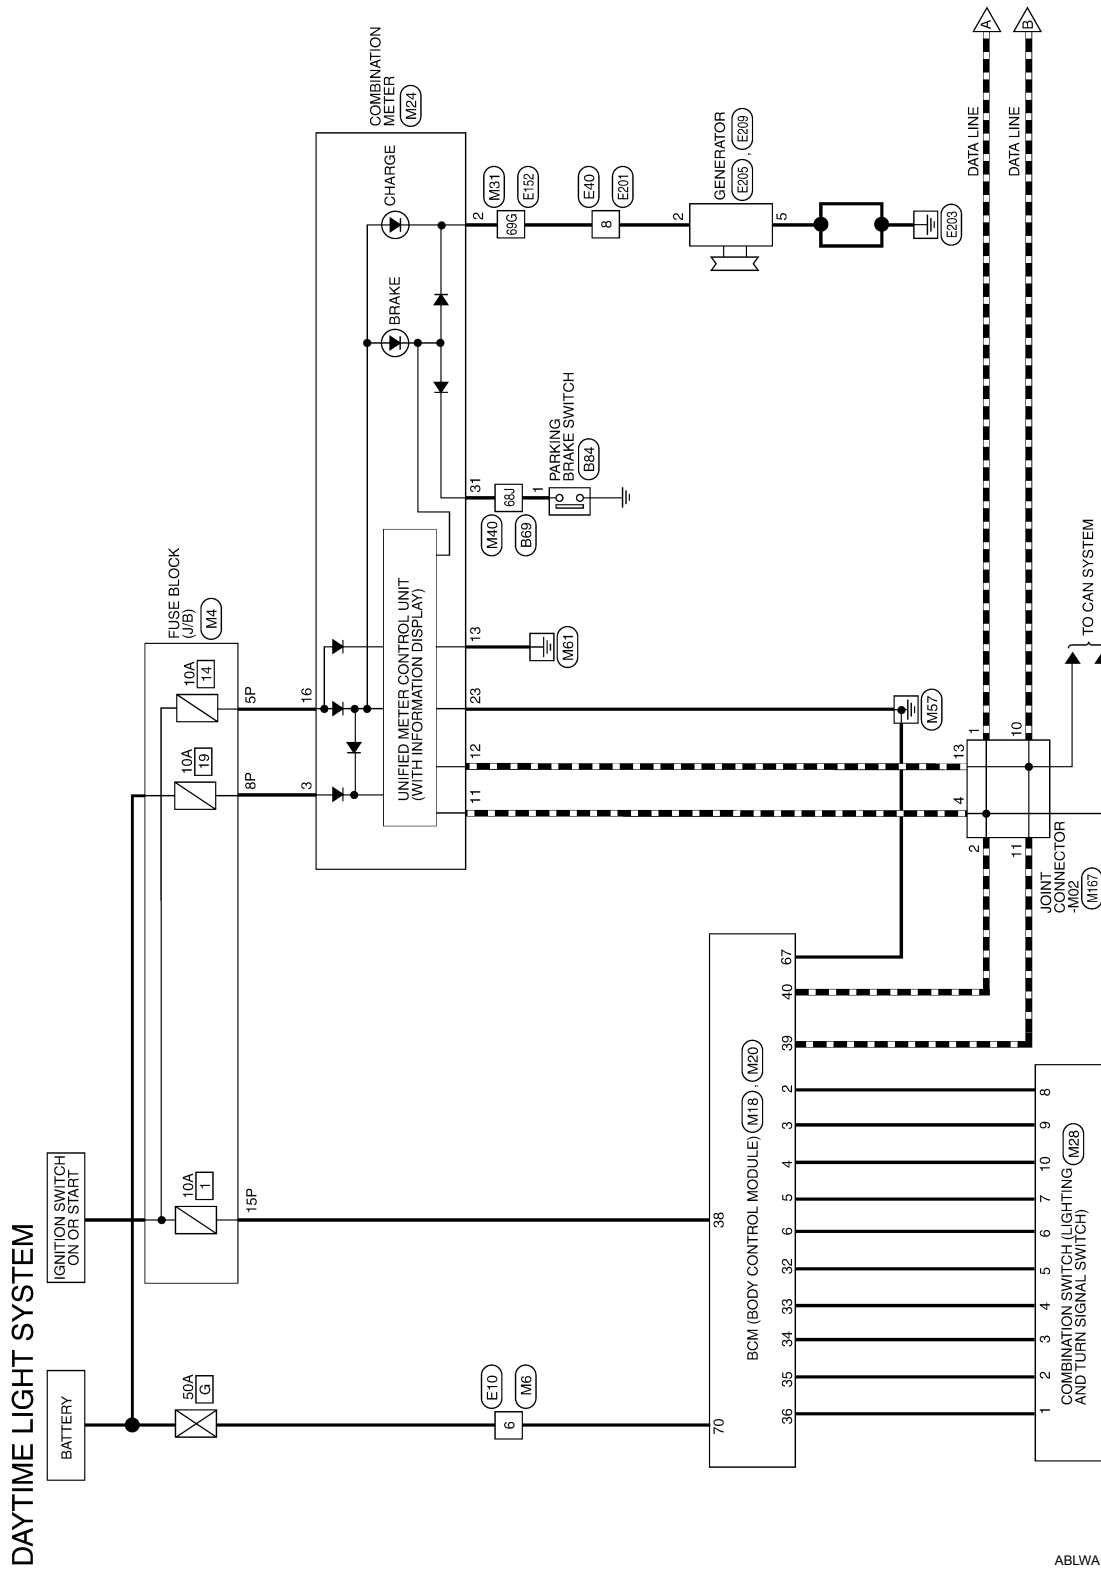 DAYTIME LIGHT SYSTEM
BATTERY
IGNITION SWITCH
ON OR START
50A
G
10A
1
10A
19
10A
14
FUSE BLOCK
(J/B)
M4
15P
8P
5P
3
16
COMBINATION
METER
M24
BRAKE
CHARGE
UNIFIED METER CONTROL UNIT
(WITH INFORMATION DISPLAY)
11
12
23
13
31
2
M61
M40
68J
B69
1
PARKING
BRAKE SWITCH
B84
M31
69G
E152
E40
8
E201
2
GENERATOR
E205 , E209
5
E203
E10
6
M6
70
38
BCM (BODY CONTROL MODULE) M18 , M20
36
35
34
33
32
6
5
4
3
2
39
40
67
M57
1
2
3
4
5
6
7
10
9
8
COMBINATION SWITCH (LIGHTING
AND TURN SIGNAL SWITCH)
M28
2
4
13
1
11
10
JOINT
CONNECTOR
-M02
M167
TO CAN SYSTEM
DATA LINE
A
DATA LINE
B
ABLWA